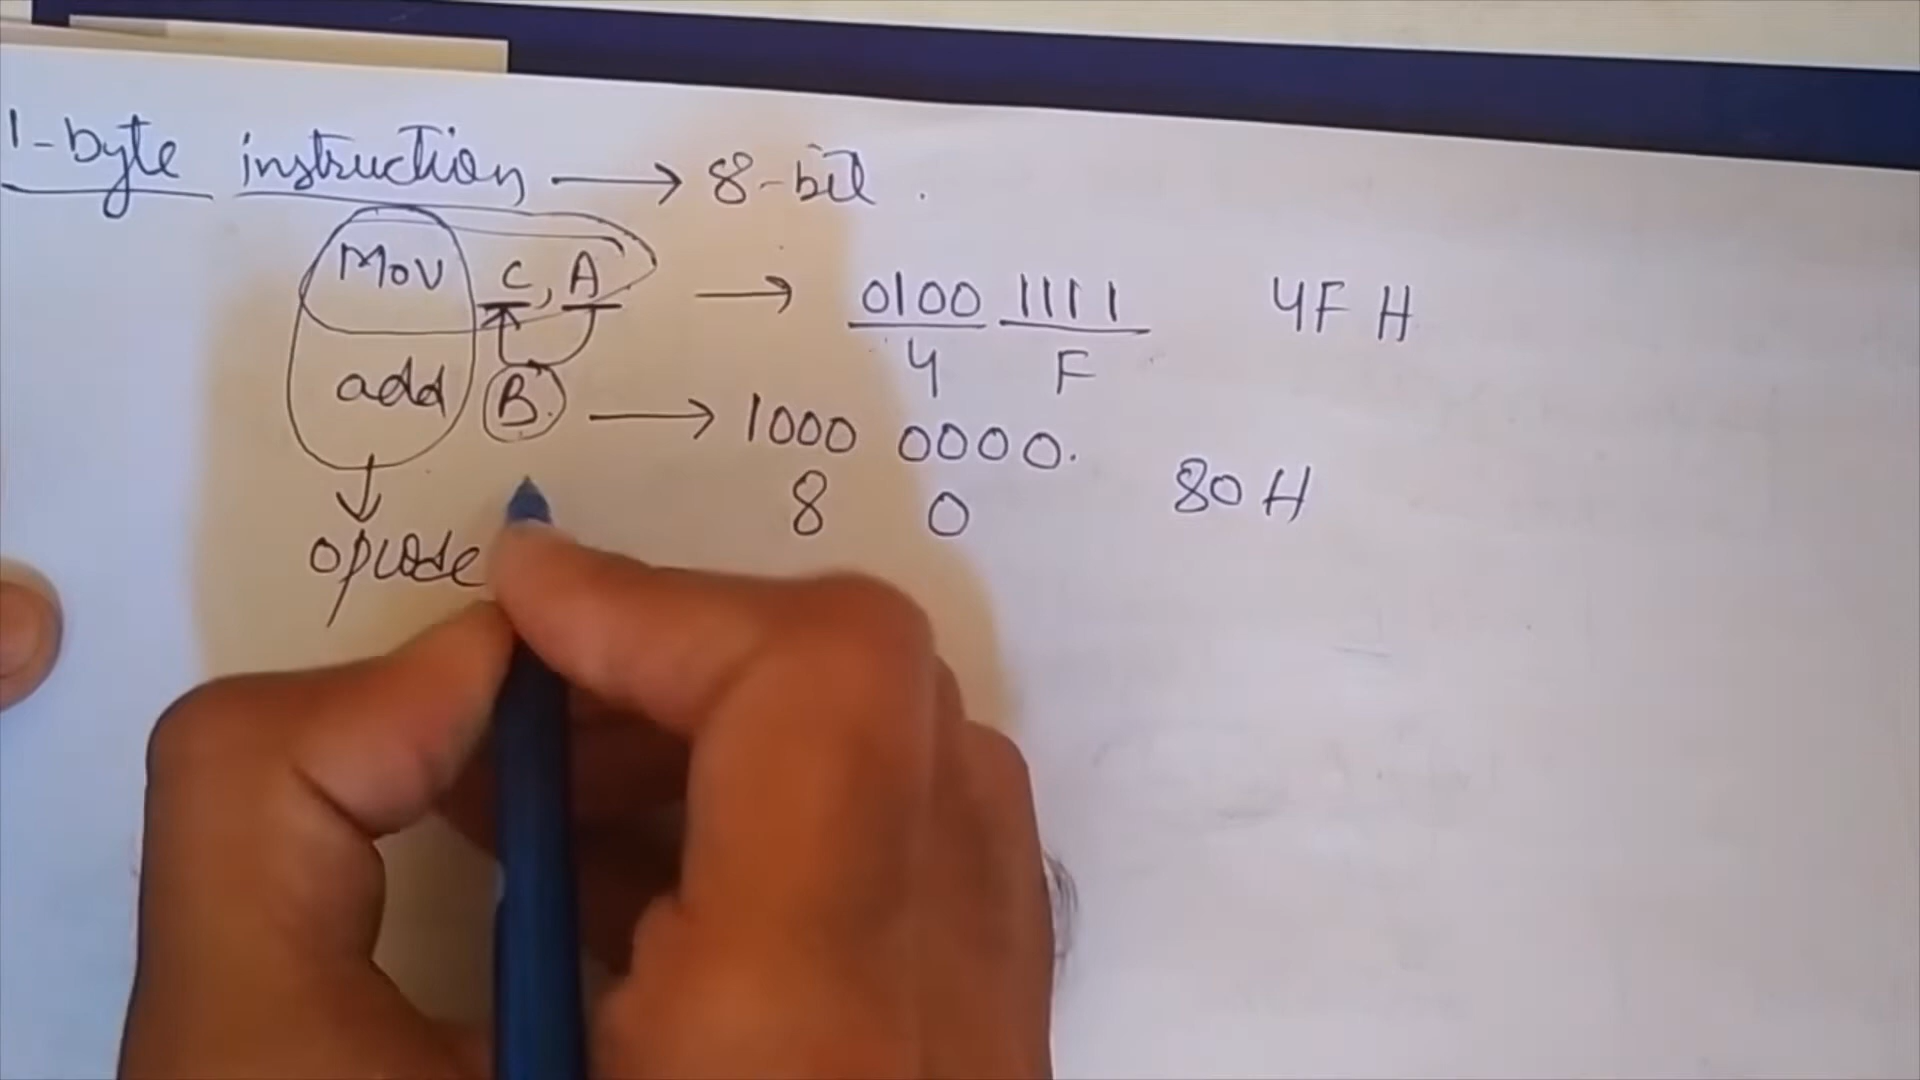 1-byte instruction → 8-bit.
Mov C, A → 0100 1111 4F H
4 F
add B. → 1000 0000.
8 0 80 H
opcode